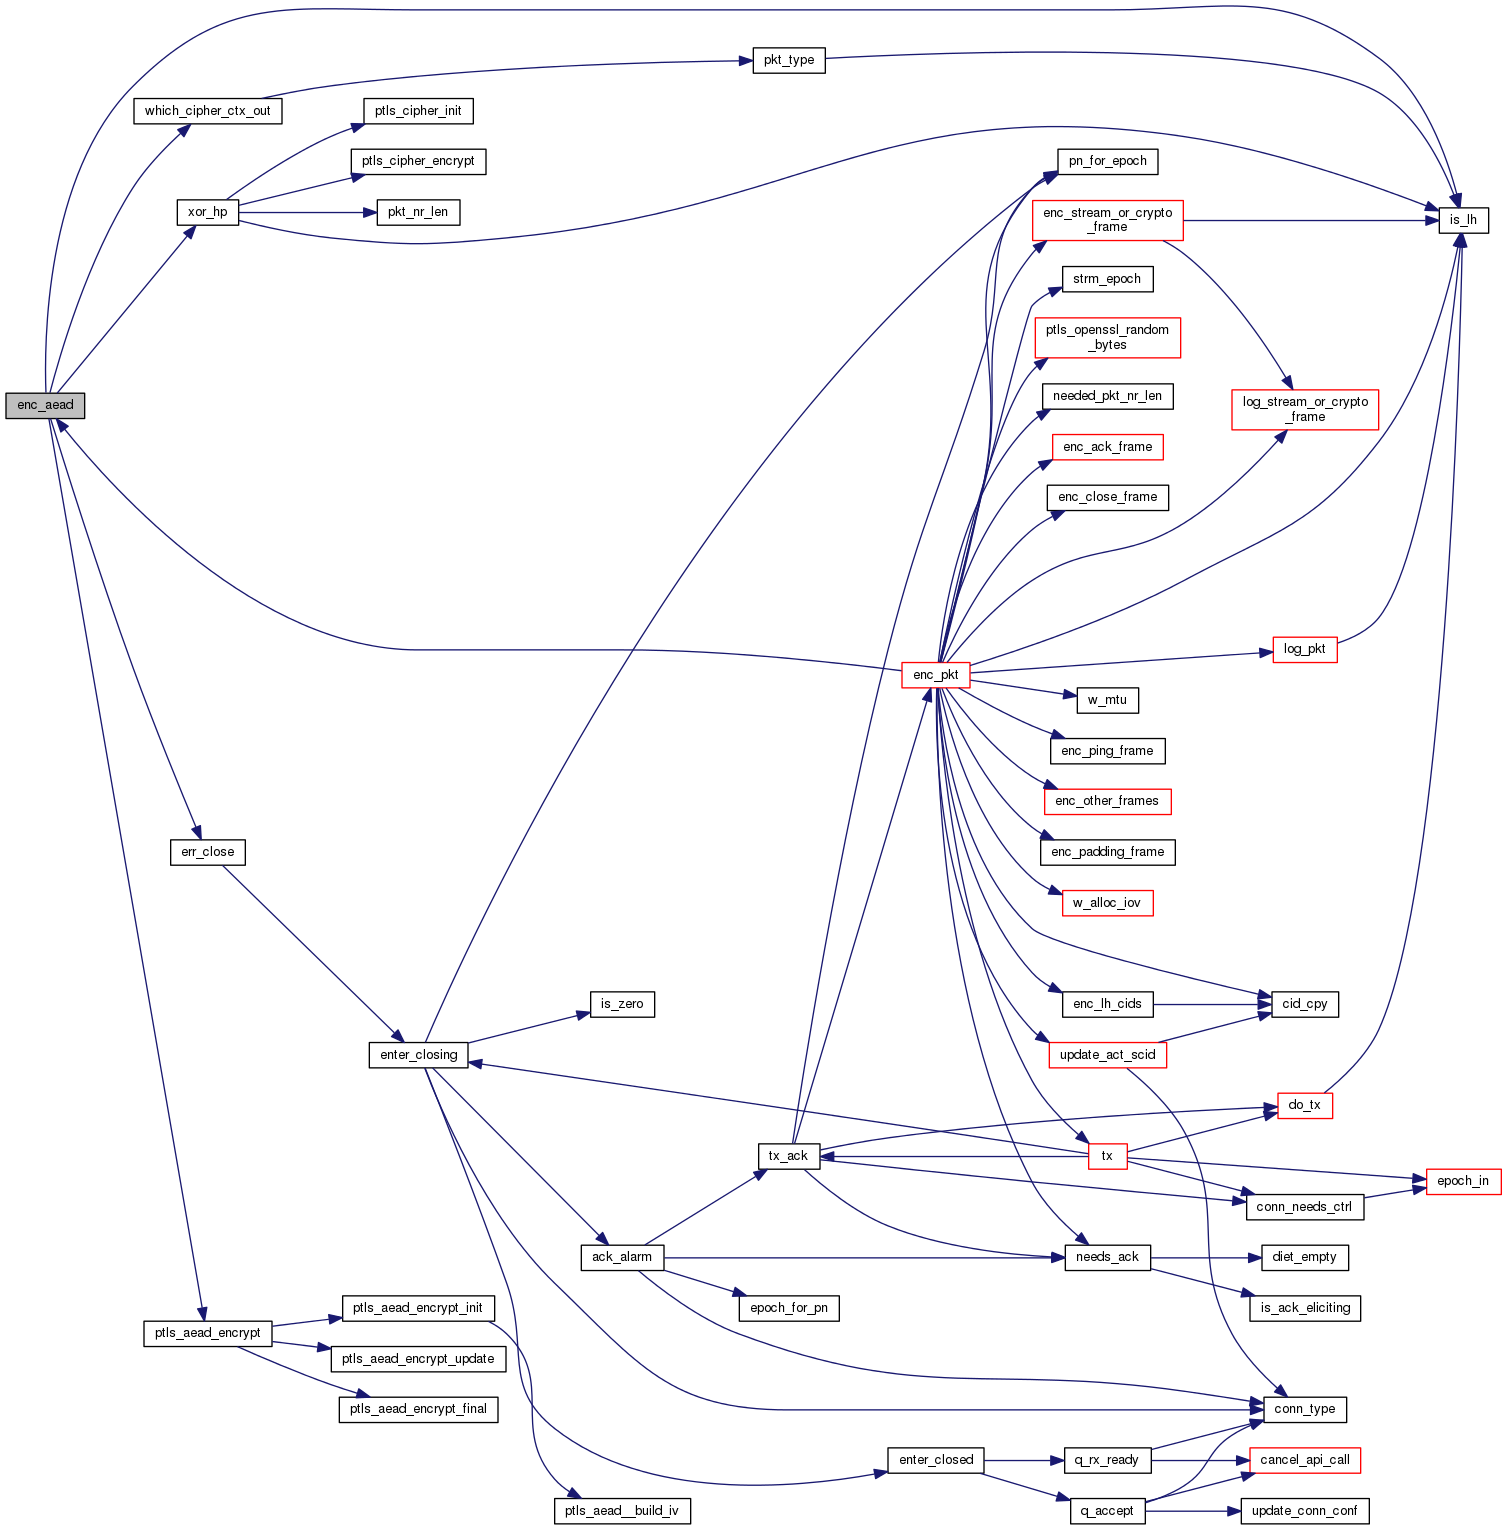 pkt_type
which_cipher_ctx_out
ptls_cipher_init
ptls_cipher_encrypt
pn_for_epoch
xor_hp
pkt_nr_len
enc_stream_or_crypto
_frame
is_lh
strm_epoch
ptls_openssl_random
_bytes
enc_aead
needed_pkt_nr_len
log_stream_or_crypto
_frame
enc_ack_frame
enc_close_frame
log_pkt
enc_pkt
w_mtu
enc_ping_frame
enc_other_frames
err_close
enc_padding_frame
w_alloc_iov
is_zero
enc_lh_cids
cid_cpy
enter_closing
update_act_scid
do_tx
tx_ack
tx
epoch_in
conn_needs_ctrl
ack_alarm
needs_ack
diet_empty
epoch_for_pn
is_ack_eliciting
ptls_aead_encrypt_init
ptls_aead_encrypt
ptls_aead_encrypt_update
ptls_aead_encrypt_final
conn_type
enter_closed
q_rx_ready
cancel_api_call
ptls_aead__build_iv
q_accept
update_conn_conf